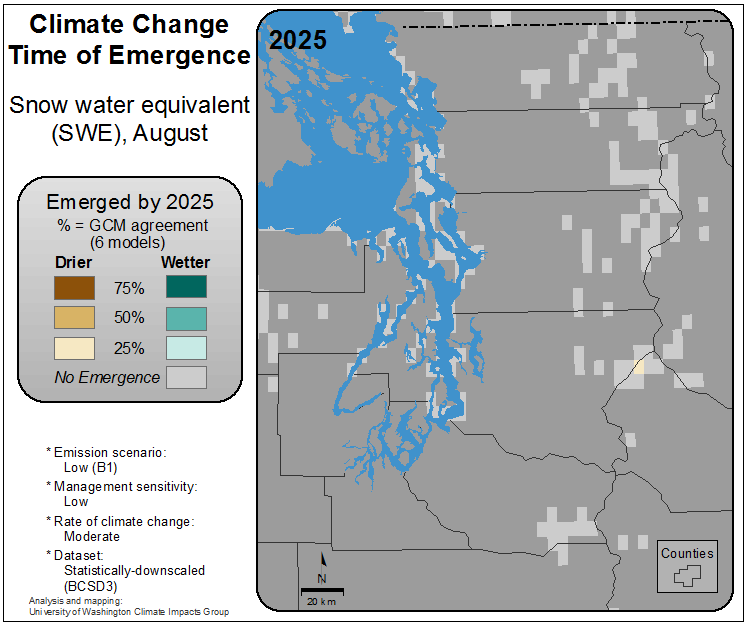 Climate Change
Time of Emergence
Snow water equivalent
(SWE), August
Emerged by 2025
% = GCM agreement
(6 models)
Drier
Wetter
75%
50%
25%
No Emergence
* Emission scenario:
Low (B1)
* Management sensitivity:
Low
* Rate of climate change:
Moderate
* Dataset:
Statistically-downscaled
(BCSD3)
Analysis and mapping:
University of Washington Climate Impacts Group
2025
N
20 km
Counties